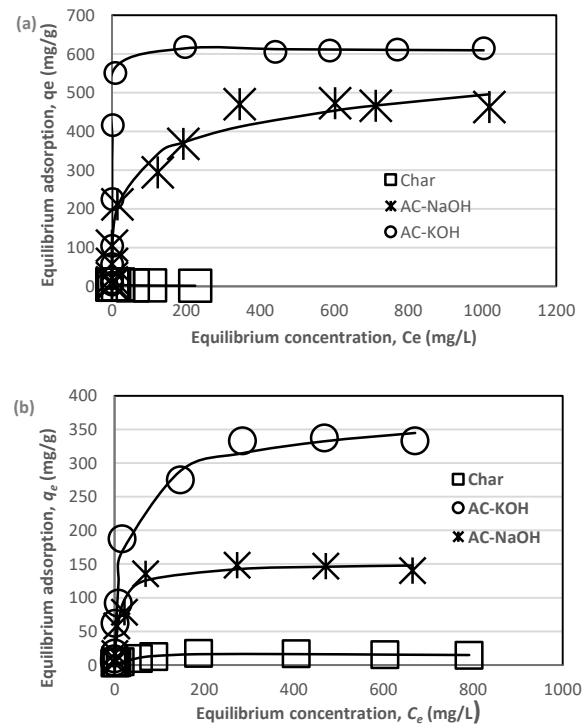 (a)
700
600
500
400
300
200
100
0
Equilibrium adsorption, qe (mg/g)
Char
AC-NaOH
AC-KOH
0 200 400 600 800 1000 1200
Equilibrium concentration, Ce (mg/L)
(b)
400
350
300
250
200
150
100
50
0
Equilibrium adsorption, qe (mg/g)
Char
AC-KOH
AC-NaOH
0 200 400 600 800 1000
Equilibrium concentration, Ce (mg/L)